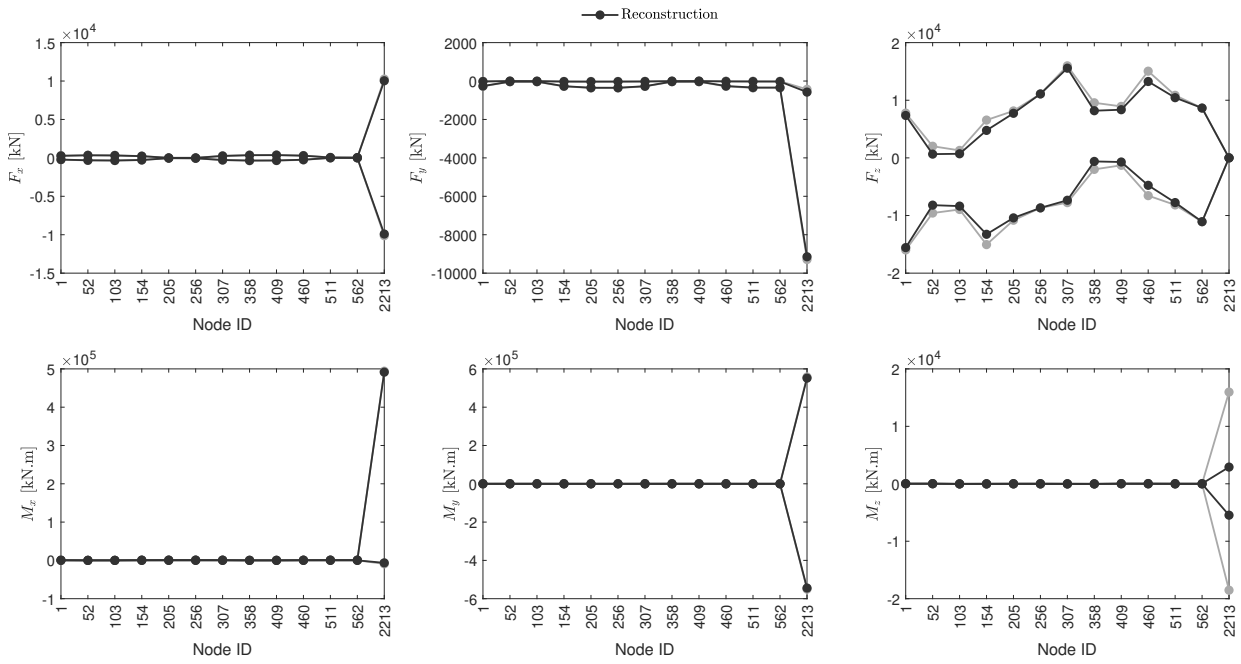 Reconstruction
×10^4
1.5
1
0.5
0
-0.5
-1
-1.5
F_x [kN]
1 52 103 154 205 256 307 358 409 460 511 562 2213
Node ID
2000
0
-2000
-4000
-6000
-8000
-10000
F_y [kN]
1 52 103 154 205 256 307 358 409 460 511 562 2213
Node ID
×10^4
2
1
0
-1
-2
F_z [kN]
1 52 103 154 205 256 307 358 409 460 511 562 2213
Node ID
×10^5
5
4
3
2
1
0
-1
M_x [kN.m]
1 52 103 154 205 256 307 358 409 460 511 562 2213
Node ID
×10^5
6
4
2
0
-2
-4
-6
M_y [kN.m]
1 52 103 154 205 256 307 358 409 460 511 562 2213
Node ID
×10^4
2
1
0
-1
-2
M_z [kN.m]
1 52 103 154 205 256 307 358 409 460 511 562 2213
Node ID